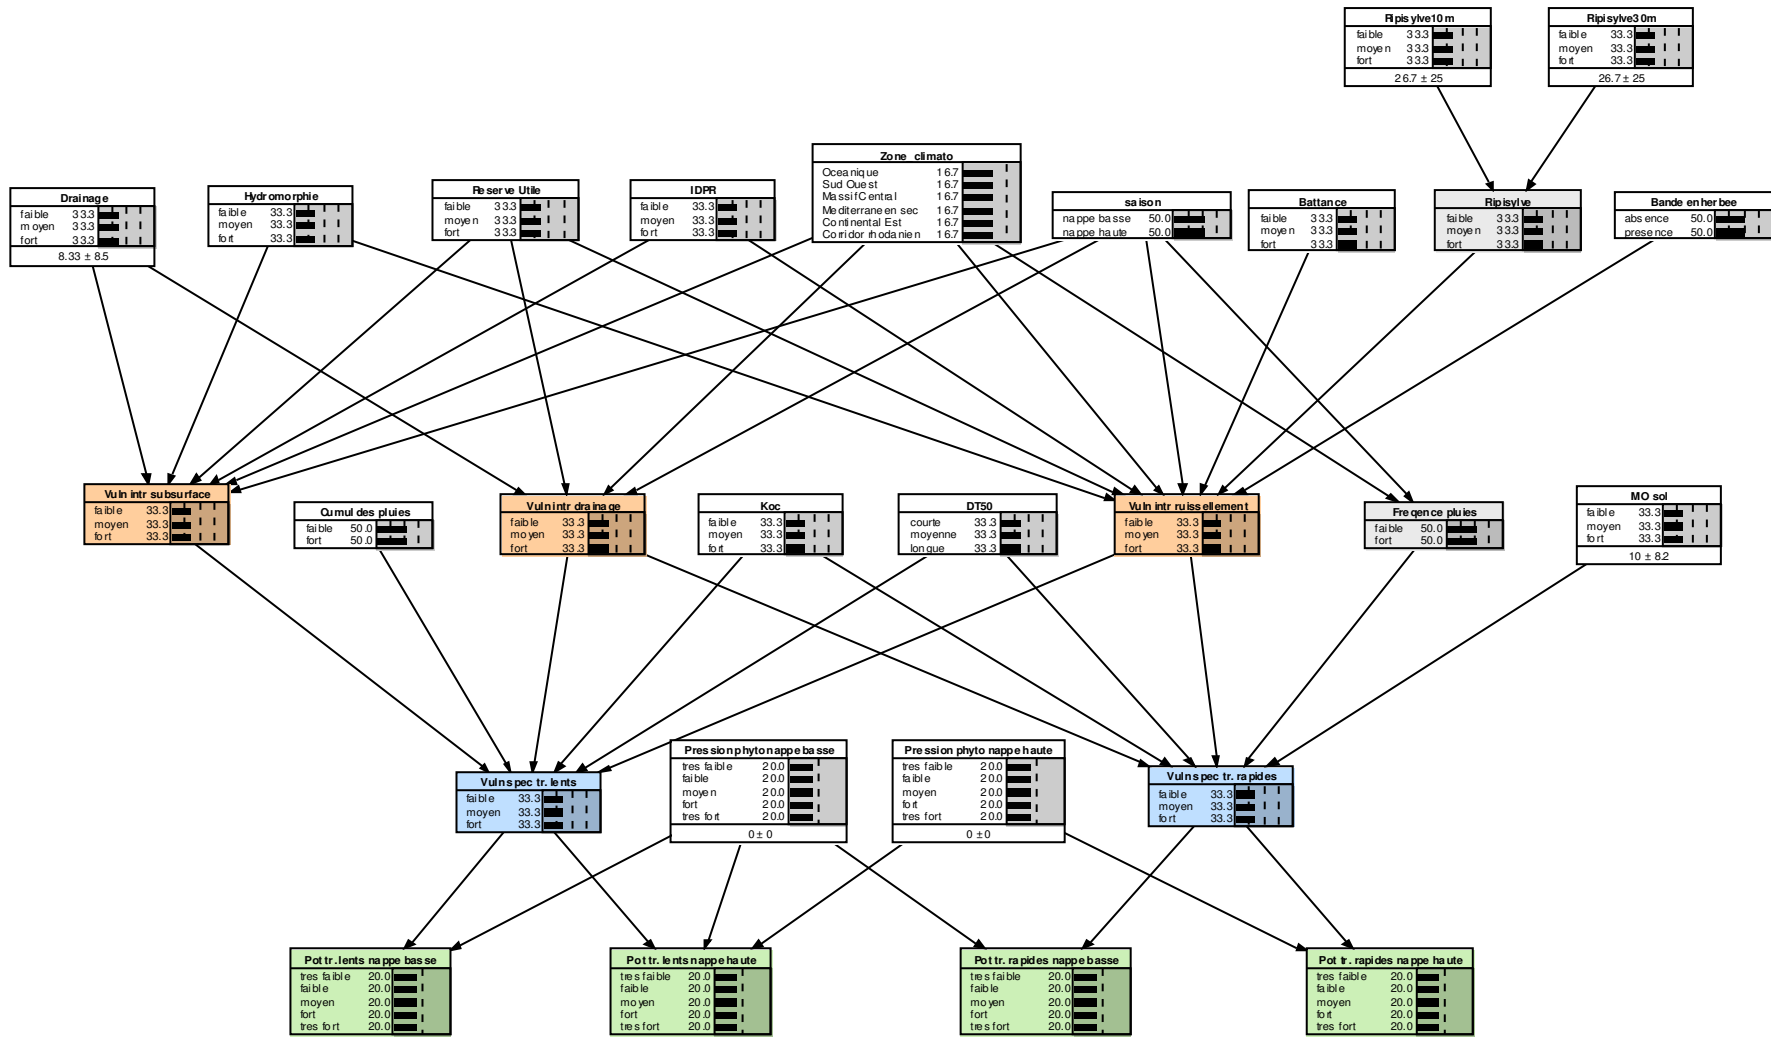 Ripisylve10m
faible 33.3
moyen 33.3
fort 33.3
26.7 ± 25
Ripisylve30m
faible 33.3
moyen 33.3
fort 33.3
26.7 ± 25
Drainage
faible 33.3
moyen 33.3
fort 33.3
8.33 ± 8.5
Hydromorphie
faible 33.3
moyen 33.3
fort 33.3
Reserve Utile
faible 33.3
moyen 33.3
fort 33.3
IDPR
faible 33.3
moyen 33.3
fort 33.3
Zone climato
Oceanique 16.7
Sud Ouest 16.7
Massif Central 16.7
Mediterraneen sec 16.7
Continental Est 16.7
Corridor rhodanien 16.7
saison
nappe basse 50.0
nappe haute 50.0
Battance
faible 33.3
moyen 33.3
fort 33.3
Ripisylve
faible 33.3
moyen 33.3
fort 33.3
Bande enherbee
absence 50.0
presence 50.0
Vuln intr subsurface
faible 33.3
moyen 33.3
fort 33.3
Cumul des pluies
faible 50.0
fort 50.0
Vuln intr drainage
faible 33.3
moyen 33.3
fort 33.3
Koc
faible 33.3
moyen 33.3
fort 33.3
DT50
courte 33.3
moyenne 33.3
longue 33.3
Vuln intr ruissellement
faible 33.3
moyen 33.3
fort 33.3
Freqence pluies
faible 50.0
fort 50.0
MO sol
faible 33.3
moyen 33.3
fort 33.3
10 ± 8.2
Vuln spec tr. lents
faible 33.3
moyen 33.3
fort 33.3
Pression phyto nappe basse
tres faible 20.0
faible 20.0
moyen 20.0
fort 20.0
tres fort 20.0
0 ± 0
Pression phyto nappe haute
tres faible 20.0
faible 20.0
moyen 20.0
fort 20.0
tres fort 20.0
0 ± 0
Vuln spec tr. rapides
faible 33.3
moyen 33.3
fort 33.3
Pot tr. lents nappe basse
tres faible 20.0
faible 20.0
moyen 20.0
fort 20.0
tres fort 20.0
Pot tr. lents nappe haute
tres faible 20.0
faible 20.0
moyen 20.0
fort 20.0
tres fort 20.0
Pot tr. rapides nappe basse
tres faible 20.0
faible 20.0
moyen 20.0
fort 20.0
tres fort 20.0
Pot tr. rapides nappe haute
tres faible 20.0
faible 20.0
moyen 20.0
fort 20.0
tres fort 20.0